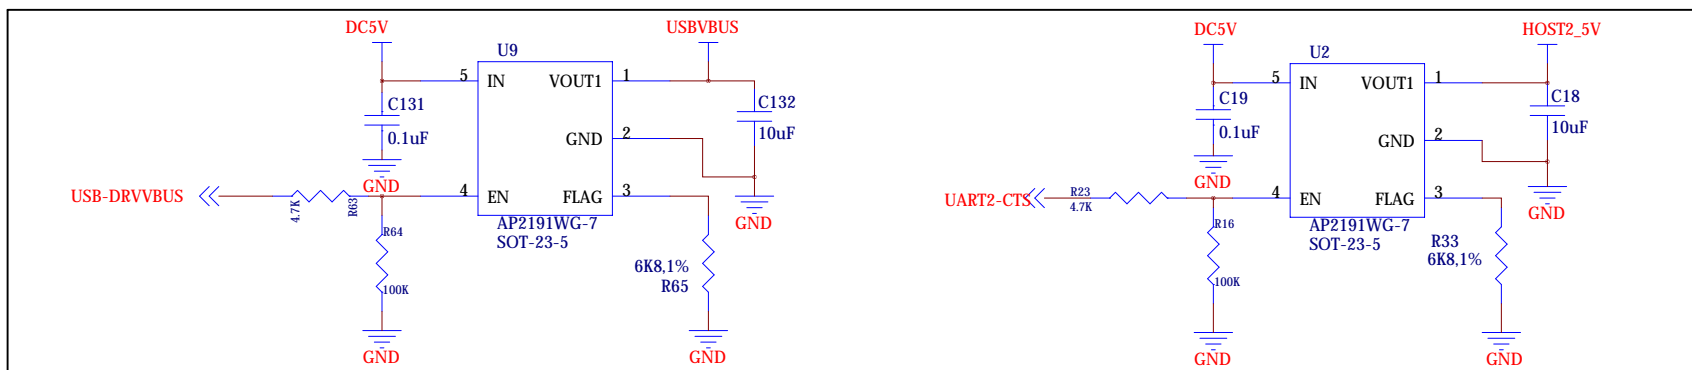 DC5V
U9
USBVBUS
5
IN
VOUT1
1
C131
0.1uF
C132
10uF
GND
2
GND
USB-DRVVBUS
4.7K
R63
4
EN
FLAG
3
GND
R64
AP2191WG-7
SOT-23-5
6K8,1%
R65
100K
GND
GND
DC5V
U2
HOST2_5V
5
IN
VOUT1
1
C19
0.1uF
C18
10uF
GND
2
GND
UART2-CTS
R23
4.7K
4
EN
FLAG
3
GND
R16
AP2191WG-7
SOT-23-5
R33
6K8,1%
100K
GND
GND